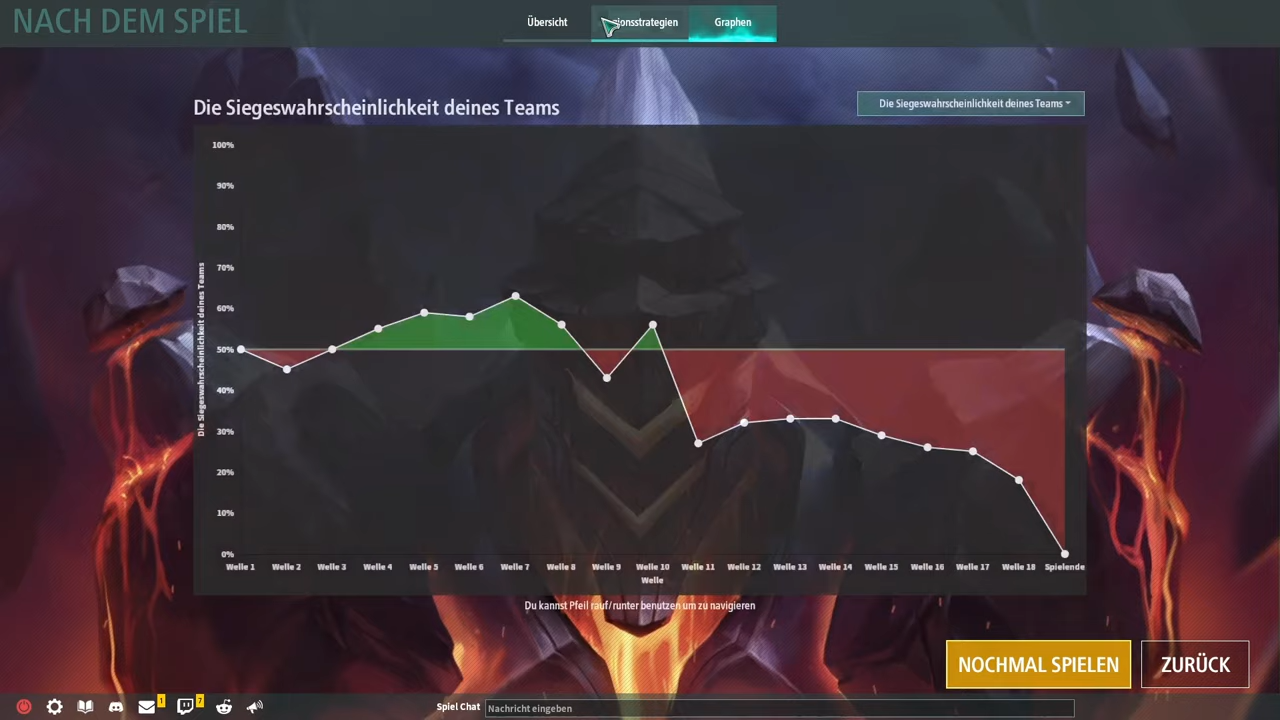 NACH DEM SPIEL
Übersicht
ionsstrategien
Graphen
Die Siegeswahrscheinlichkeit deines Teams
Die Siegeswahrscheinlichkeit deines Teams
100%
90%
80%
70%
60%
50%
40%
30%
20%
10%
0%
Die Siegeswahrscheinlichkeit deines Teams
Welle 1 Welle 2 Welle 3 Welle 4 Welle 5 Welle 6 Welle 7 Welle 8 Welle 9 Welle 10 Welle 11 Welle 12 Welle 13 Welle 14 Welle 15 Welle 16 Welle 17 Welle 18 Spielende
Welle
Du kannst Pfeil rauf/runter benutzen um zu navigieren
NOCHMAL SPIELEN
ZURÜCK
1
7
Spiel Chat
Nachricht eingeben